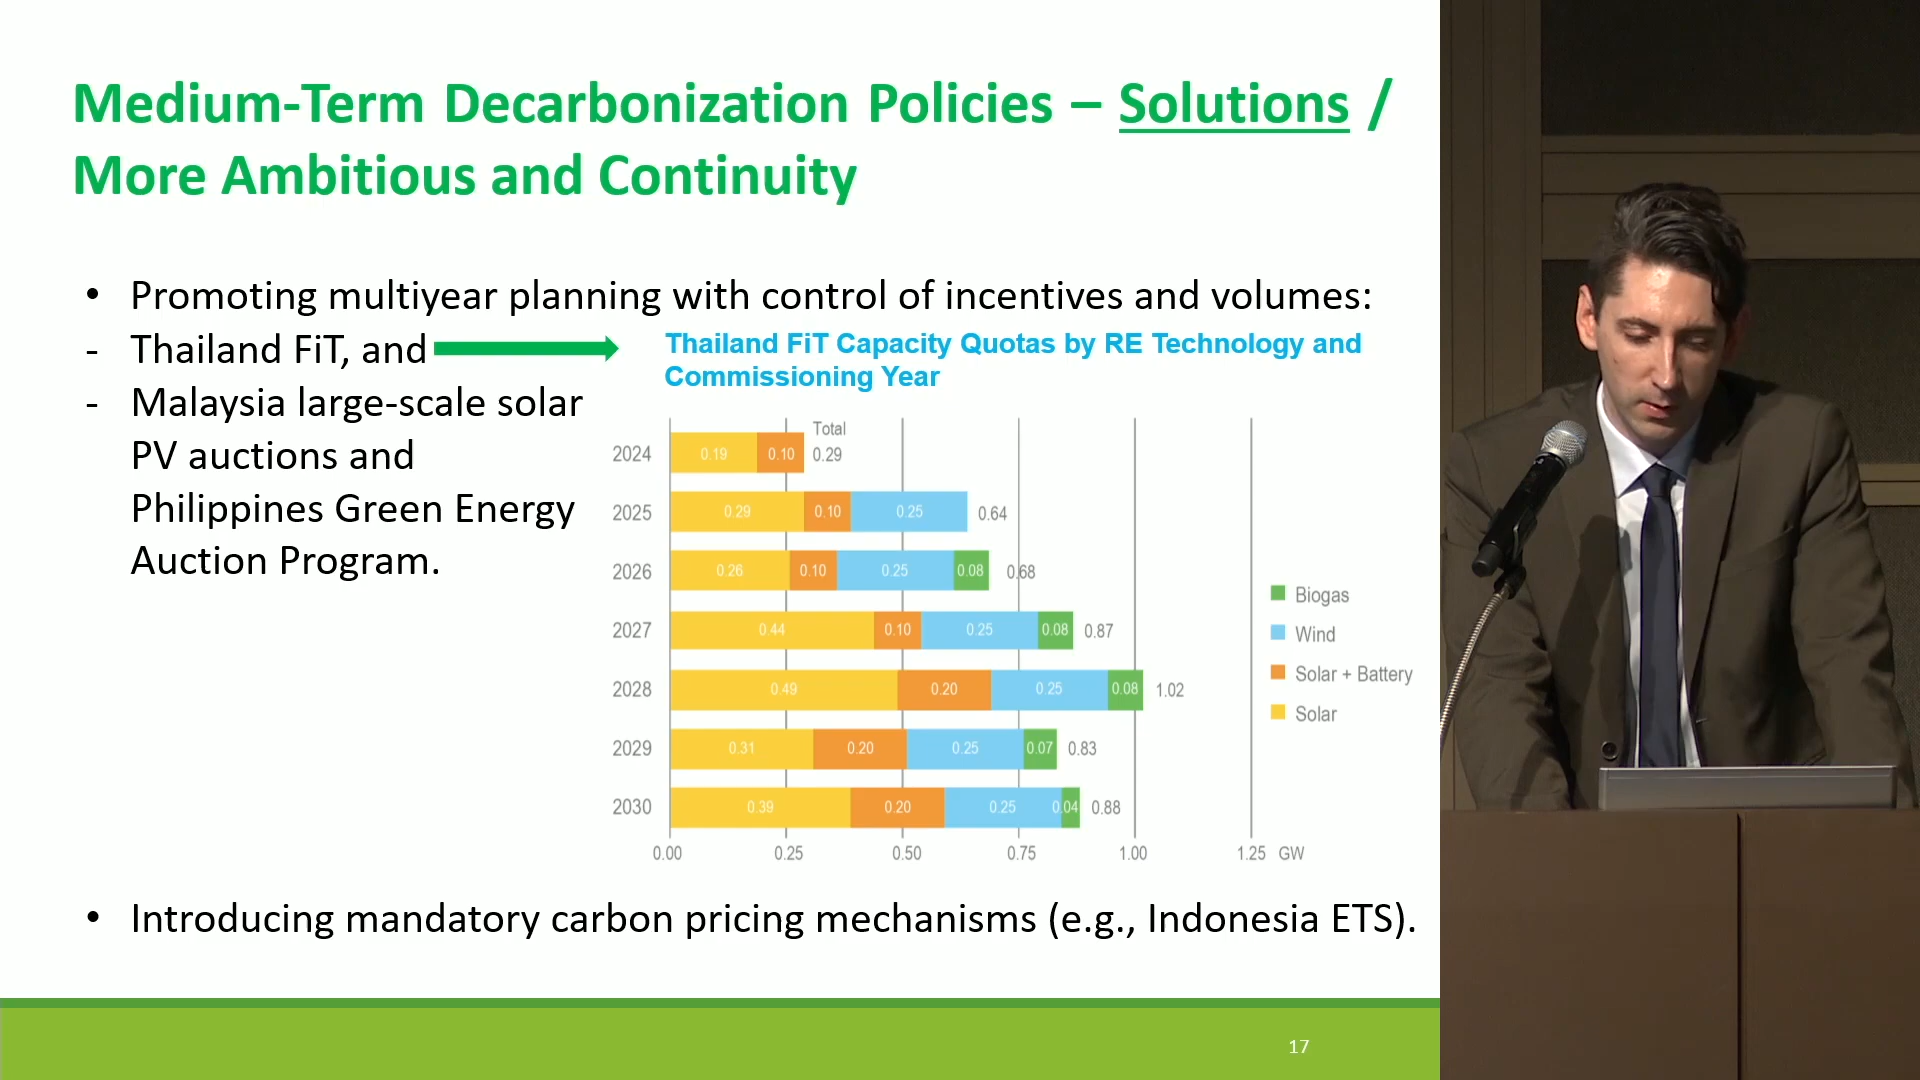 Medium-Term Decarbonization Policies – Solutions /
More Ambitious and Continuity
• Promoting multiyear planning with control of incentives and volumes:
- Thailand FiT, and
- Malaysia large-scale solar
PV auctions and
Philippines Green Energy
Auction Program.
Thailand FiT Capacity Quotas by RE Technology and
Commissioning Year
Total
2024 0.19 0.10 0.29
2025 0.29 0.10 0.25 0.64
2026 0.26 0.10 0.25 0.08 0.68
2027 0.44 0.10 0.25 0.08 0.87
2028 0.49 0.20 0.25 0.08 1.02
2029 0.31 0.20 0.25 0.07 0.83
2030 0.39 0.20 0.25 0.04 0.88
0.00 0.25 0.50 0.75 1.00 1.25 GW
Biogas
Wind
Solar + Battery
Solar
• Introducing mandatory carbon pricing mechanisms (e.g., Indonesia ETS).
17